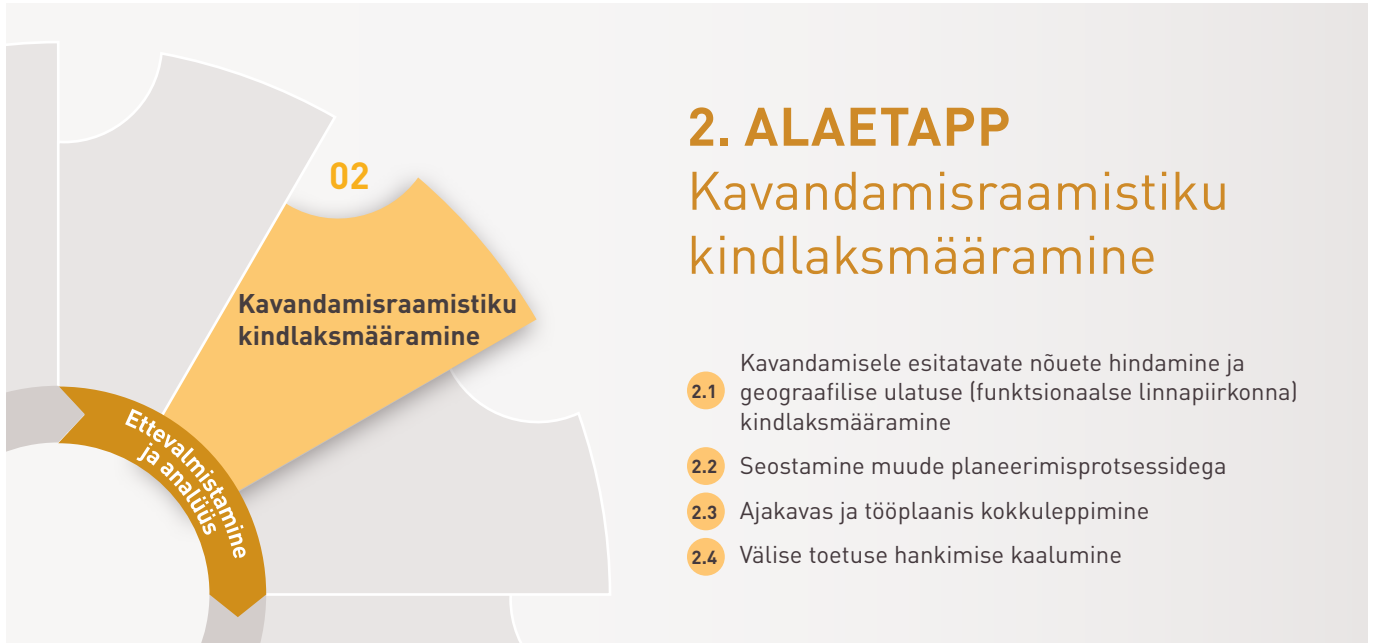 02
Kavandamisraamistiku
kindlaksmääramine
Ettevalmistamine
ja analüüs
2. ALAETAPP
Kavandamisraamistiku
kindlaksmääramine
Kavandamisele esitatavate nõuete hindamine ja
2.1 geograafilise ulatuse (funktsionaalse linnapiirkonna)
kindlaksmääramine
2.2 Seostamine muude planeerimisprotsessidega
2.3 Ajakavas ja tööplaanis kokkuleppimine
2.4 Välise toetuse hankimise kaalumine